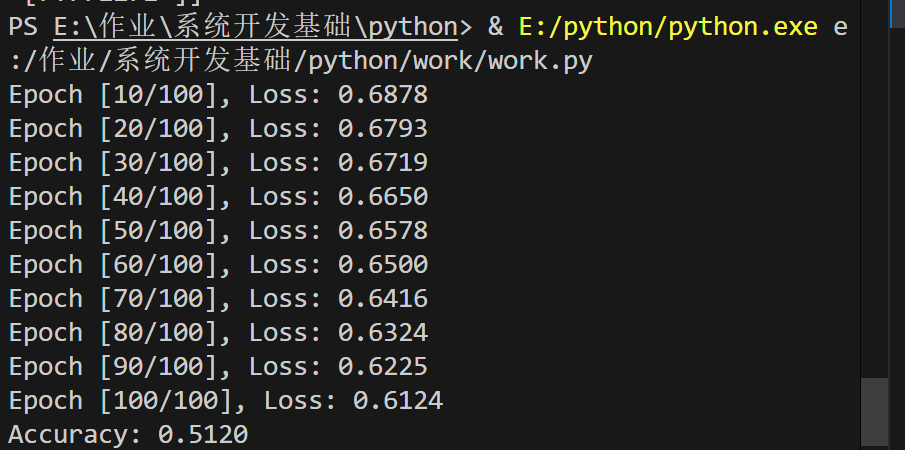 PS E:\作业\系统开发基础\python> & E:/python/python.exe e
:/作业/系统开发基础/python/work/work.py
Epoch [10/100], Loss: 0.6878
Epoch [20/100], Loss: 0.6793
Epoch [30/100], Loss: 0.6719
Epoch [40/100], Loss: 0.6650
Epoch [50/100], Loss: 0.6578
Epoch [60/100], Loss: 0.6500
Epoch [70/100], Loss: 0.6416
Epoch [80/100], Loss: 0.6324
Epoch [90/100], Loss: 0.6225
Epoch [100/100], Loss: 0.6124
Accuracy: 0.5120